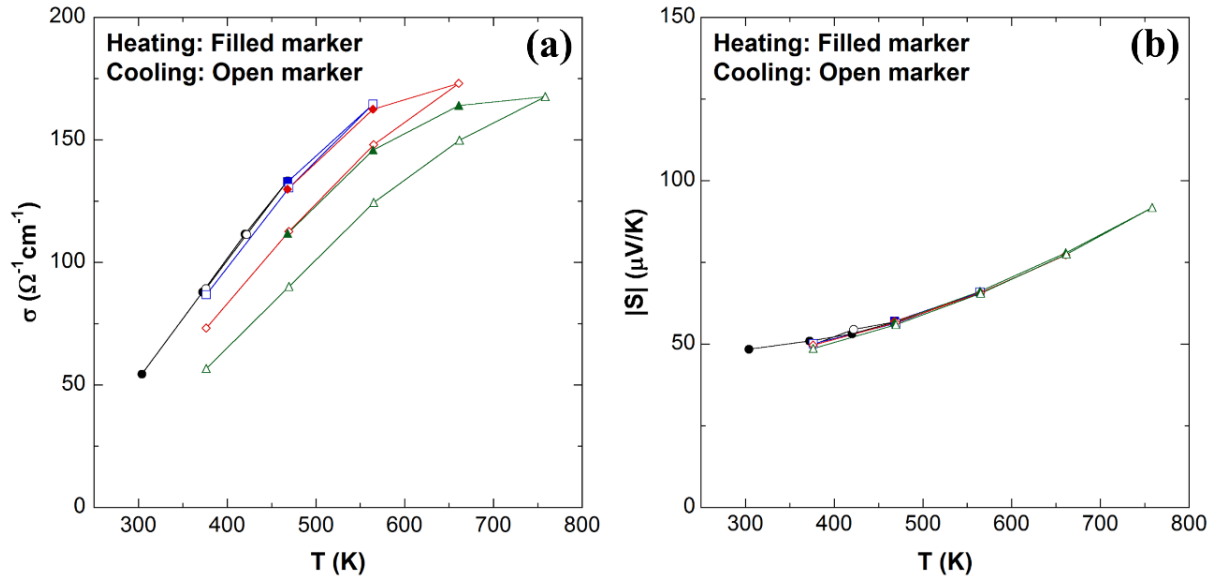 Heating: Filled marker
Cooling: Open marker
(a)
200
150
100
50
0
σ (Ω⁻¹cm⁻¹)
300 400 500 600 700 800
T (K)
Heating: Filled marker
Cooling: Open marker
(b)
150
100
50
0
|S| (μV/K)
300 400 500 600 700 800
T (K)